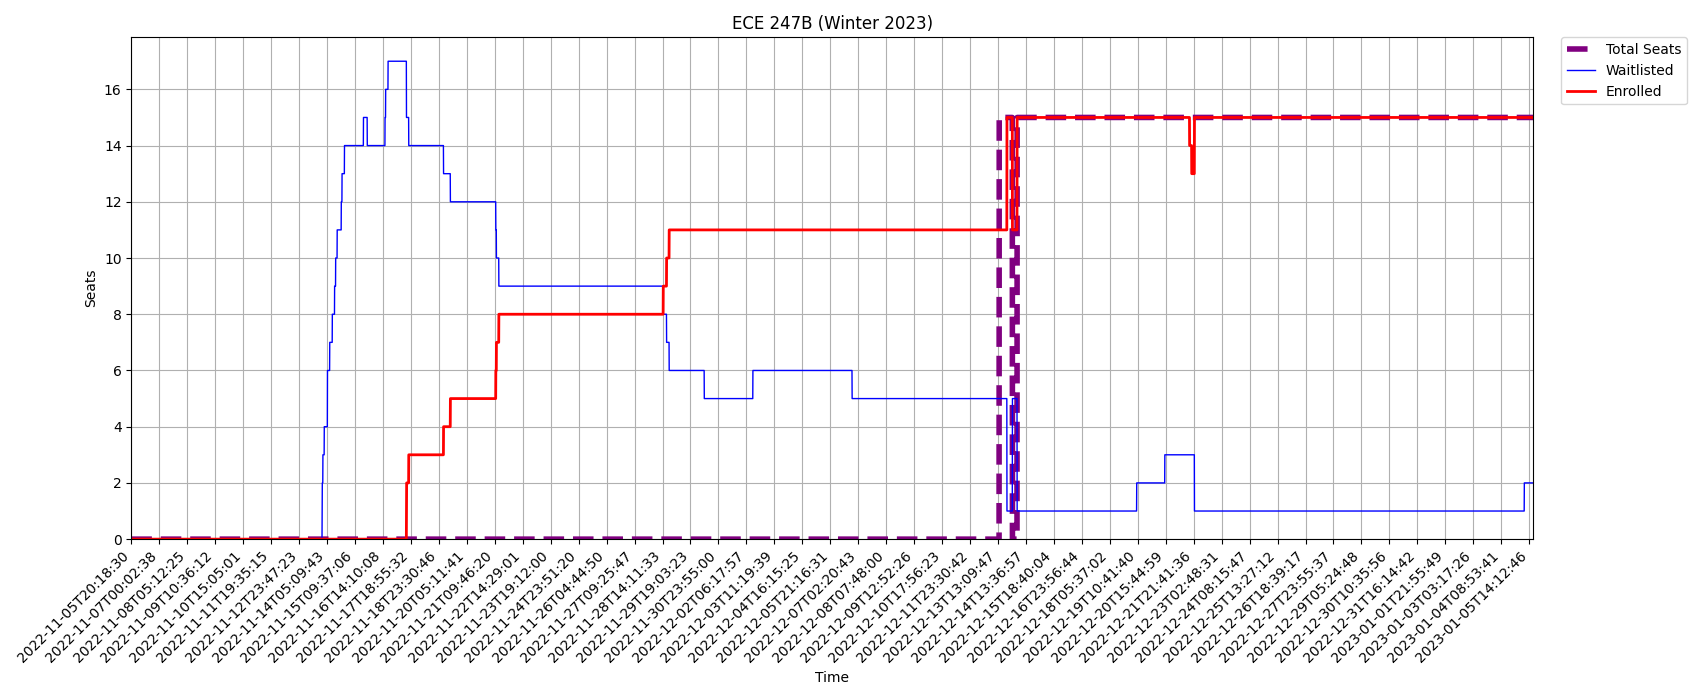 ECE 247B (Winter 2023)
Total Seats
Waitlisted
Enrolled
Seats
16
14
12
10
8
6
4
2
0
2022-11-05T20:18:30
2022-11-07T00:02:38
2022-11-08T05:12:25
2022-11-09T10:36:12
2022-11-10T15:05:01
2022-11-11T19:35:15
2022-11-12T23:47:23
2022-11-14T05:09:43
2022-11-15T09:37:06
2022-11-16T14:10:08
2022-11-17T18:55:32
2022-11-18T23:30:46
2022-11-20T05:11:41
2022-11-21T09:46:20
2022-11-22T14:29:01
2022-11-23T19:12:00
2022-11-24T23:51:20
2022-11-26T04:44:50
2022-11-27T09:25:47
2022-11-28T14:11:33
2022-11-29T19:03:23
2022-11-30T23:55:00
2022-12-02T06:17:57
2022-12-03T11:19:39
2022-12-04T16:15:25
2022-12-05T21:16:31
2022-12-07T02:20:43
2022-12-08T07:48:00
2022-12-09T12:52:26
2022-12-10T17:56:23
2022-12-11T23:30:42
2022-12-13T13:09:47
2022-12-14T13:36:57
2022-12-15T18:40:04
2022-12-16T23:56:44
2022-12-18T05:37:02
2022-12-19T10:41:40
2022-12-20T15:44:59
2022-12-21T21:41:36
2022-12-23T02:48:31
2022-12-24T08:15:47
2022-12-25T13:27:12
2022-12-26T18:39:17
2022-12-27T23:55:37
2022-12-29T05:24:48
2022-12-30T10:35:56
2022-12-31T16:14:42
2023-01-01T21:55:49
2023-01-03T03:17:26
2023-01-04T08:53:41
2023-01-05T14:12:46
Time